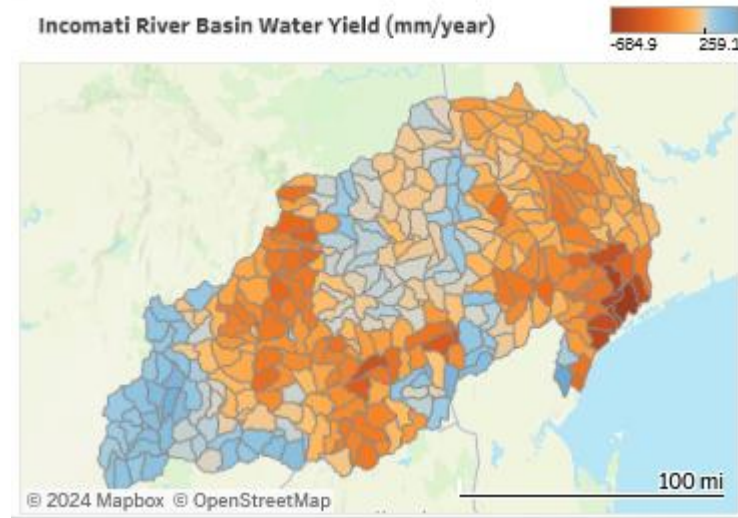 Incomati River Basin Water Yield (mm/year)
-684.9 259.1
100 mi
© 2024 Mapbox © OpenStreetMap